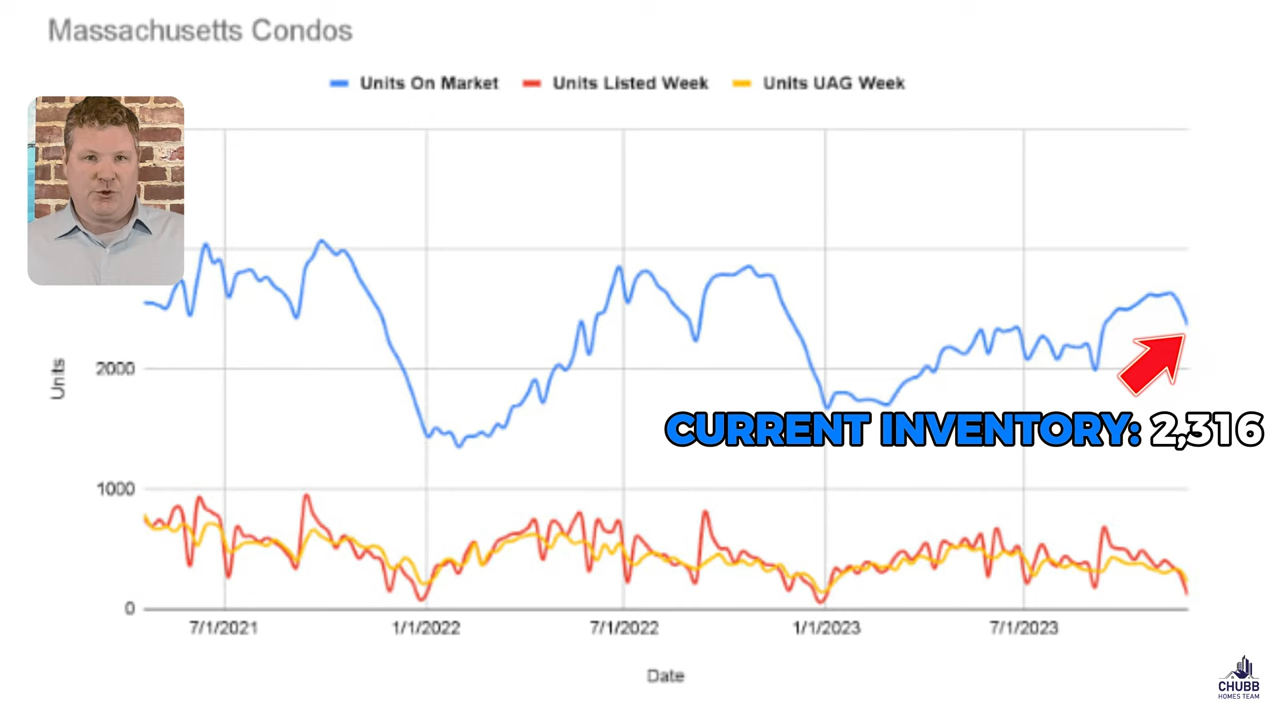 Massachusetts Condos
Units On Market Units Listed Week Units UAG Week
Units
2000
CURRENT INVENTORY: 2,316
1000
0
7/1/2021 1/1/2022 7/1/2022 1/1/2023 7/1/2023
Date
CHUBB
HOMES TEAM